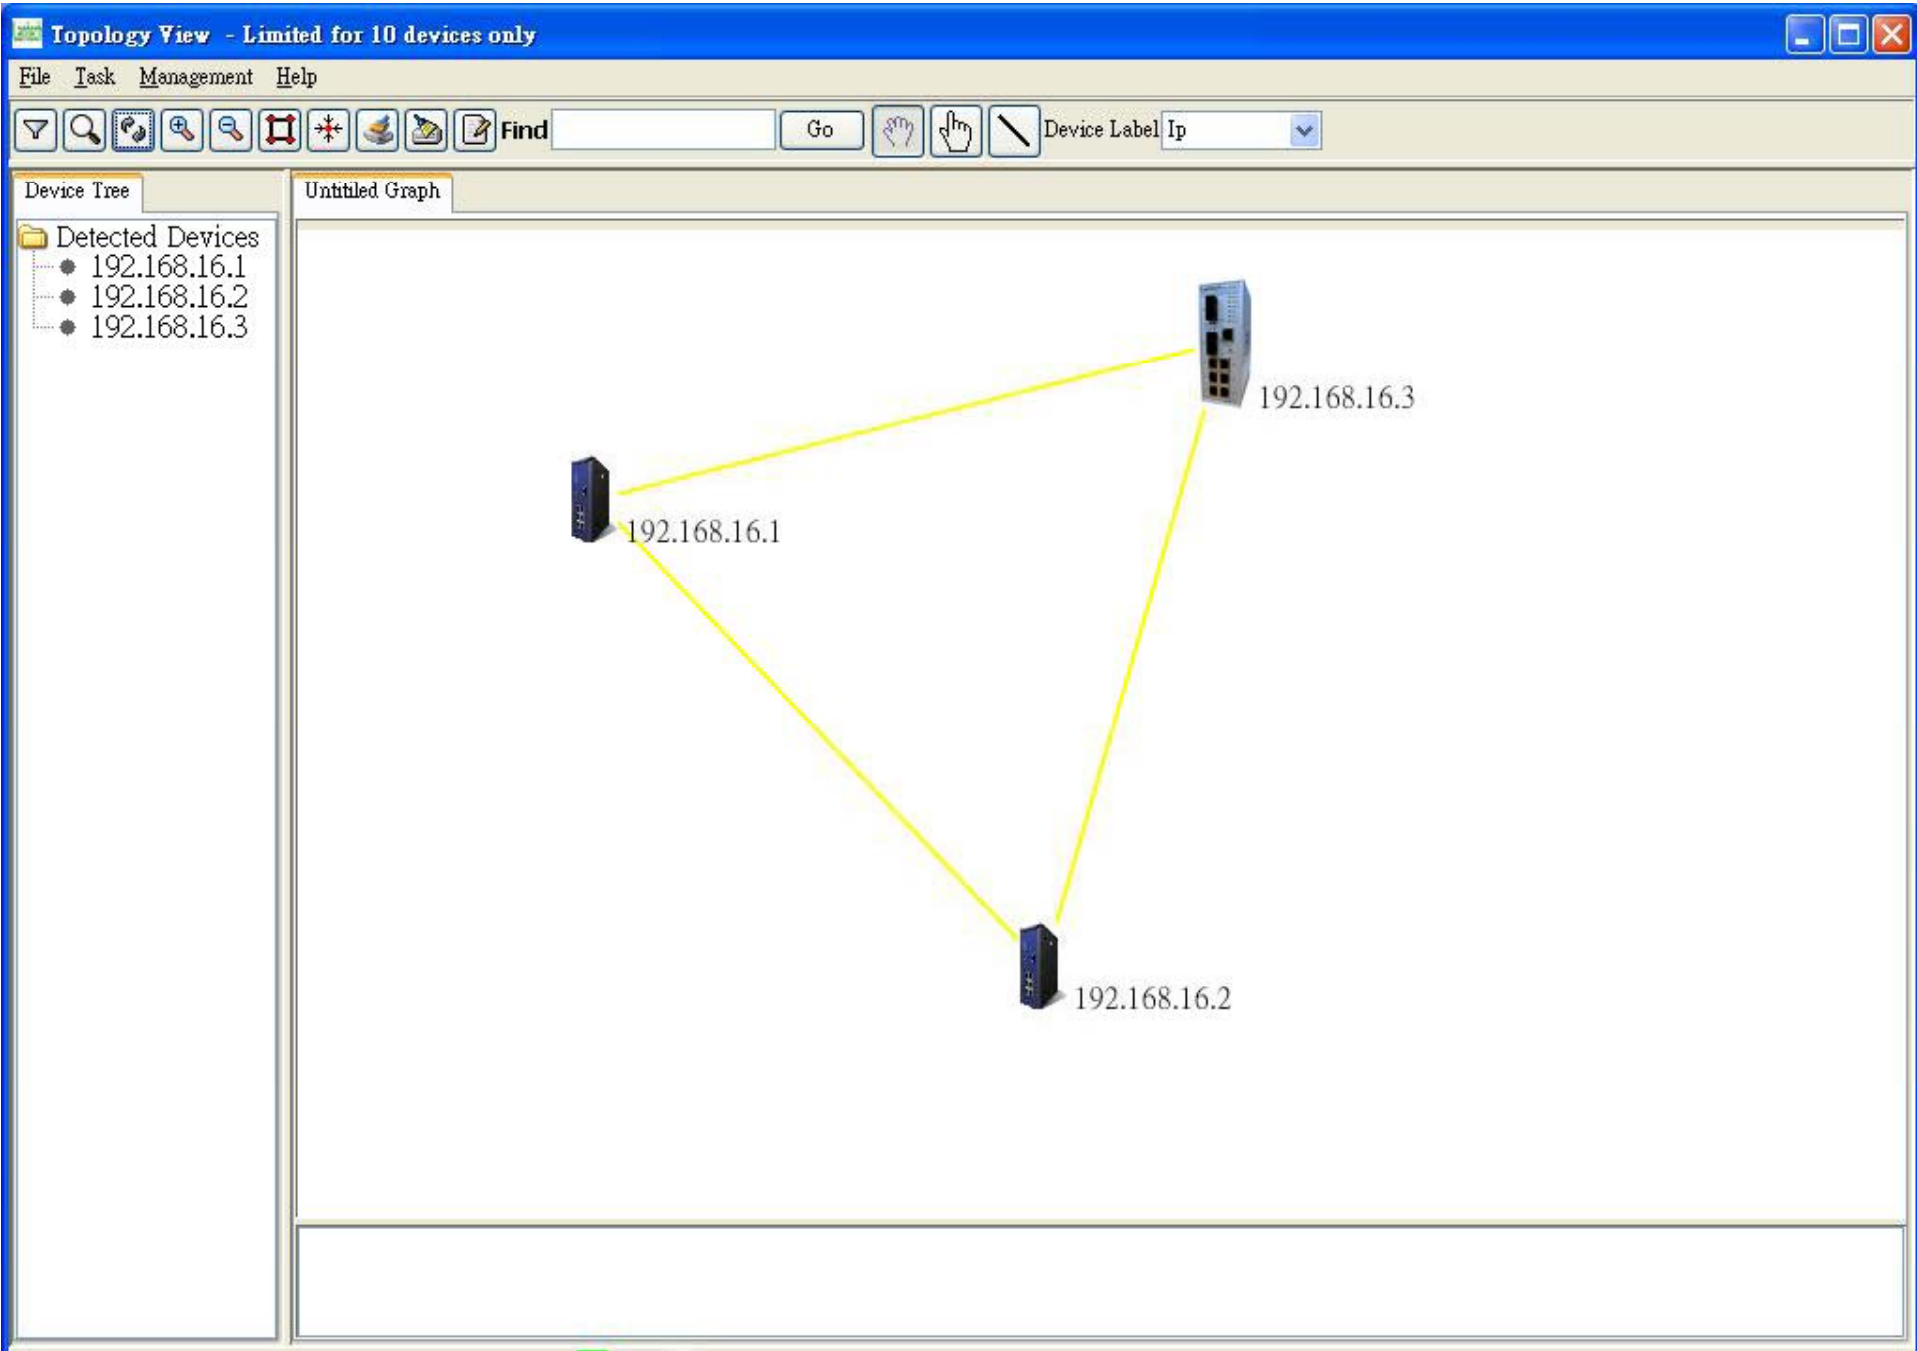 Topology View - Limited for 10 devices only
File Task Management Help
Find Go Device Label Ip
Device Tree
Untitiled Graph
Detected Devices
192.168.16.1
192.168.16.2
192.168.16.3
192.168.16.3
192.168.16.1
192.168.16.2